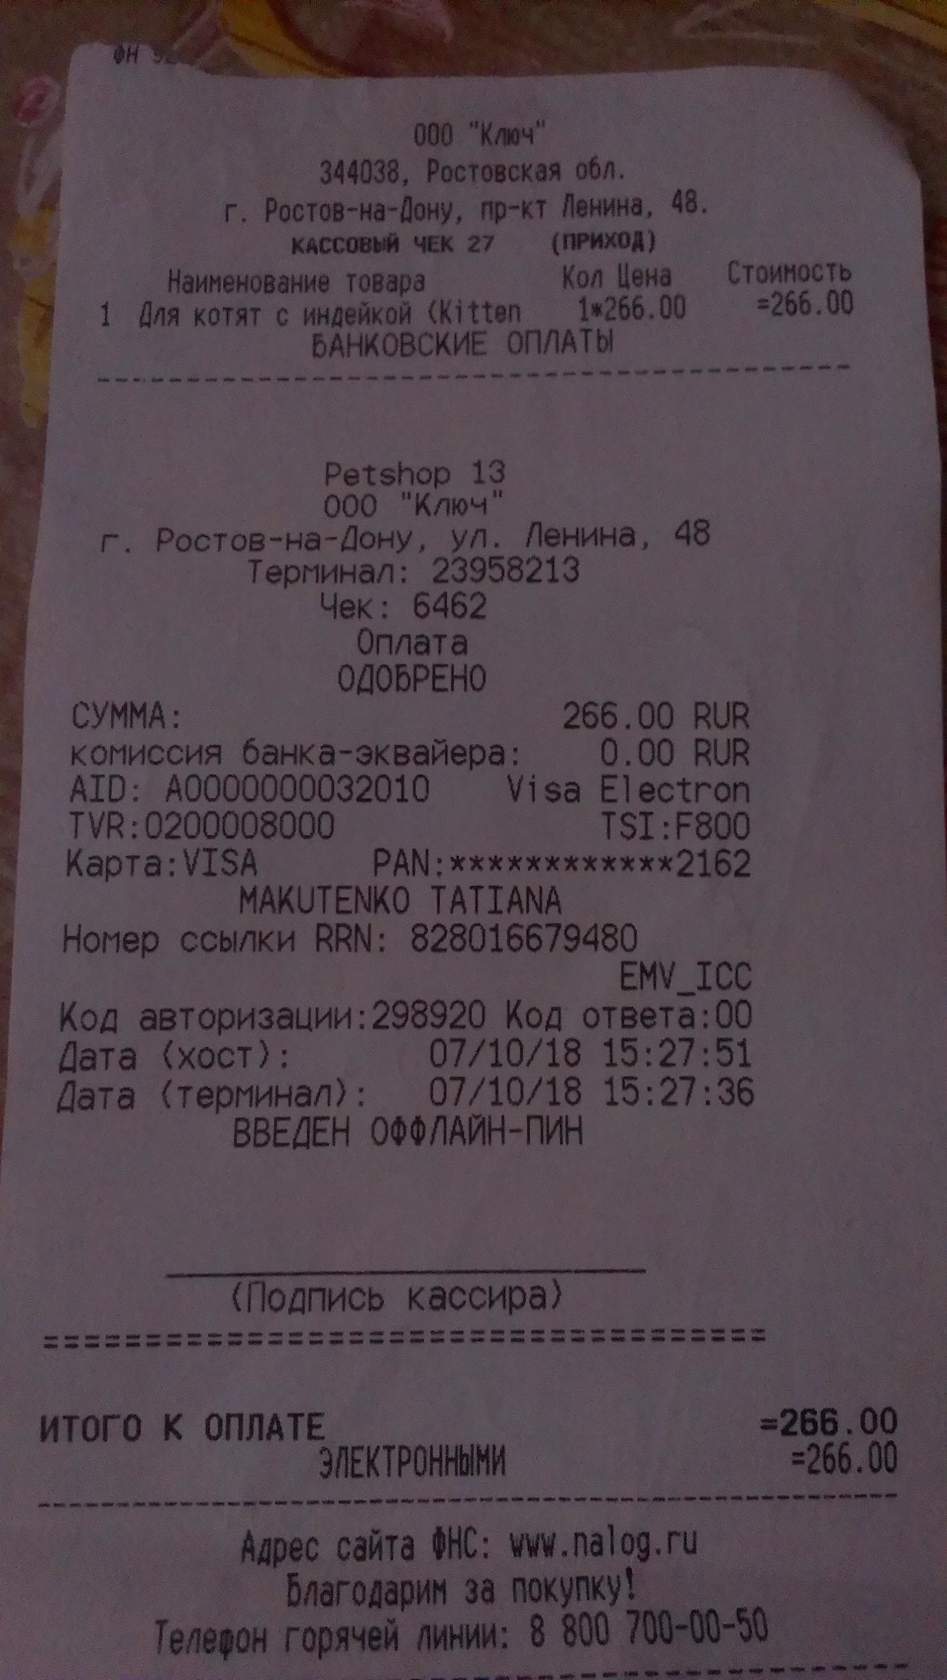 ООО "Ключ"
344038, Ростовская обл.
г. Ростов-на-Дону, пр-кт Ленина, 48.
КАССОВЫЙ ЧЕК 27 (ПРИХОД)
Наименование товара Кол Цена Стоимость
1 Для котят с индейкой (Kitten 1*266.00 =266.00
БАНКОВСКИЕ ОПЛАТЫ
Petshop 13
ООО "Ключ"
г. Ростов-на-Дону, ул. Ленина, 48
Терминал: 23958213
Чек: 6462
Оплата
ОДОБРЕНО
СУММА: 266.00 RUR
комиссия банка-эквайера: 0.00 RUR
AID: A0000000032010 Visa Electron
TVR:0200008000 TSI:F800
Карта:VISA PAN:************2162
MAKUTENKO TATIANA
Номер ссылки RRN: 828016679480
EMV_ICC
Код авторизации:298920 Код ответа:00
Дата (хост): 07/10/18 15:27:51
Дата (терминал): 07/10/18 15:27:36
ВВЕДЕН ОФФЛАЙН-ПИН
(Подпись кассира)
ИТОГО К ОПЛАТЕ =266.00
ЭЛЕКТРОННЫМИ =266.00
Адрес сайта ФНС: www.nalog.ru
Благодарим за покупку!
Телефон горячей линии: 8 800 700-00-50